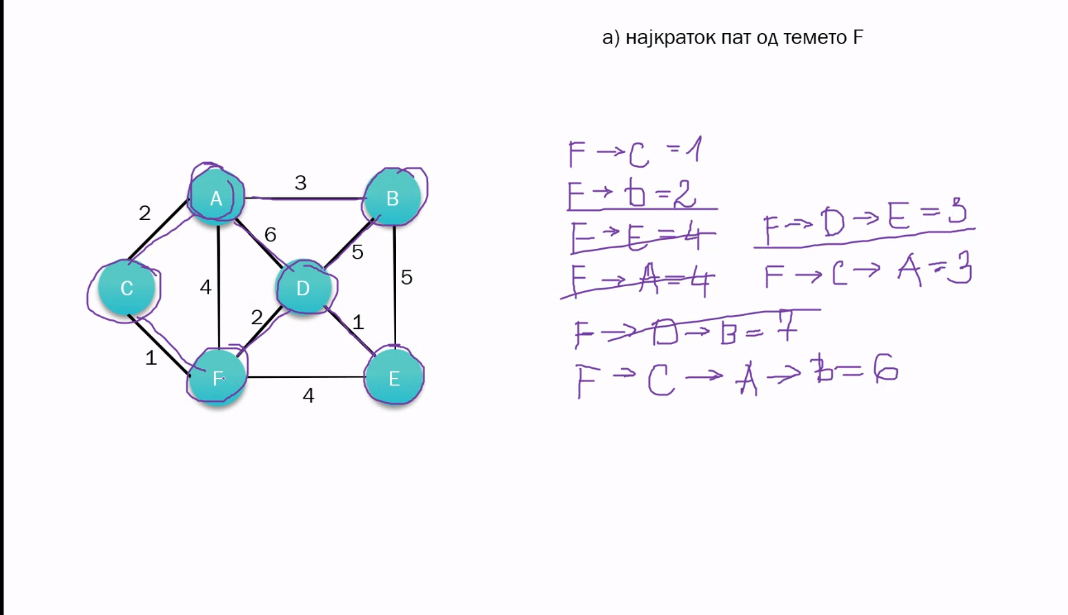 а) најкраток пат од темето F
F → C = 1
F → D = 2
F → E = 4
F → D → E = 3
F → A = 4
F → C → A = 3
F → D → B = 7
F → C → A → B = 6
A
3
B
2
6
5
C
4
D
5
2
1
1
F
E
4